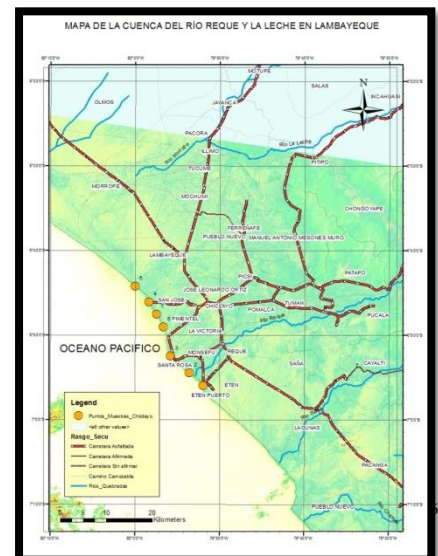 MAPA DE LA CUENCA DEL RÍO REQUE Y LA LECHE EN LAMBAYEQUE
MOTUPE
SALAS
OLMOS
INCAHUASI
JAYANCA
N
PACORA
Río La Leche
ILLIMO
PITIPO
TUCUME
MORROPE
MOCHUMI
CHONGOYAPE
FERREÑAFE
PUEBLO NUEVO
MANUEL ANTONIO MESONES MURO
LAMBAYEQUE
PICSI
PATAPO
JOSE LEONARDO ORTIZ
SAN JOSE
CHICLAYO
TUMAN
POMALCA
PUCALA
PIMENTEL
LA VICTORIA
OCEANO PACIFICO
MONSEFU
REQUE
SANTA ROSA
SAÑA
CAYALTI
ETEN
ETEN PUERTO
LAGUNAS
PACANGA
PUEBLO NUEVO
Legend
Puntos_Muestras_Chiclayo
<all other values>
Rasgo_Secu
Carretera Asfaltada
Carretera Afirmada
Carretera Sin afirmar
Camino Carrozable
Rios_Quebradas
Kilometers